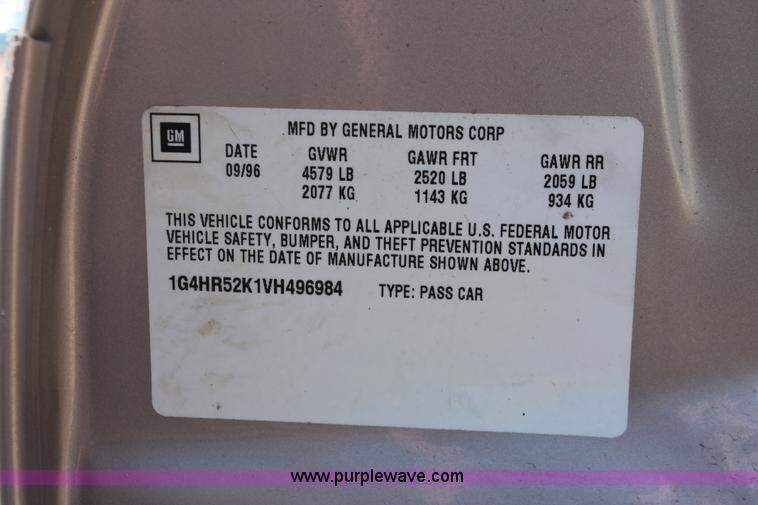 GM
MFD BY GENERAL MOTORS CORP
DATE GVWR GAWR FRT GAWR RR
09/96 4579 LB 2520 LB 2059 LB
2077 KG 1143 KG 934 KG
THIS VEHICLE CONFORMS TO ALL APPLICABLE U.S. FEDERAL MOTOR
VEHICLE SAFETY, BUMPER, AND THEFT PREVENTION STANDARDS IN
EFFECT ON THE DATE OF MANUFACTURE SHOWN ABOVE.
1G4HR52K1VH496984 TYPE: PASS CAR
www.purplewave.com